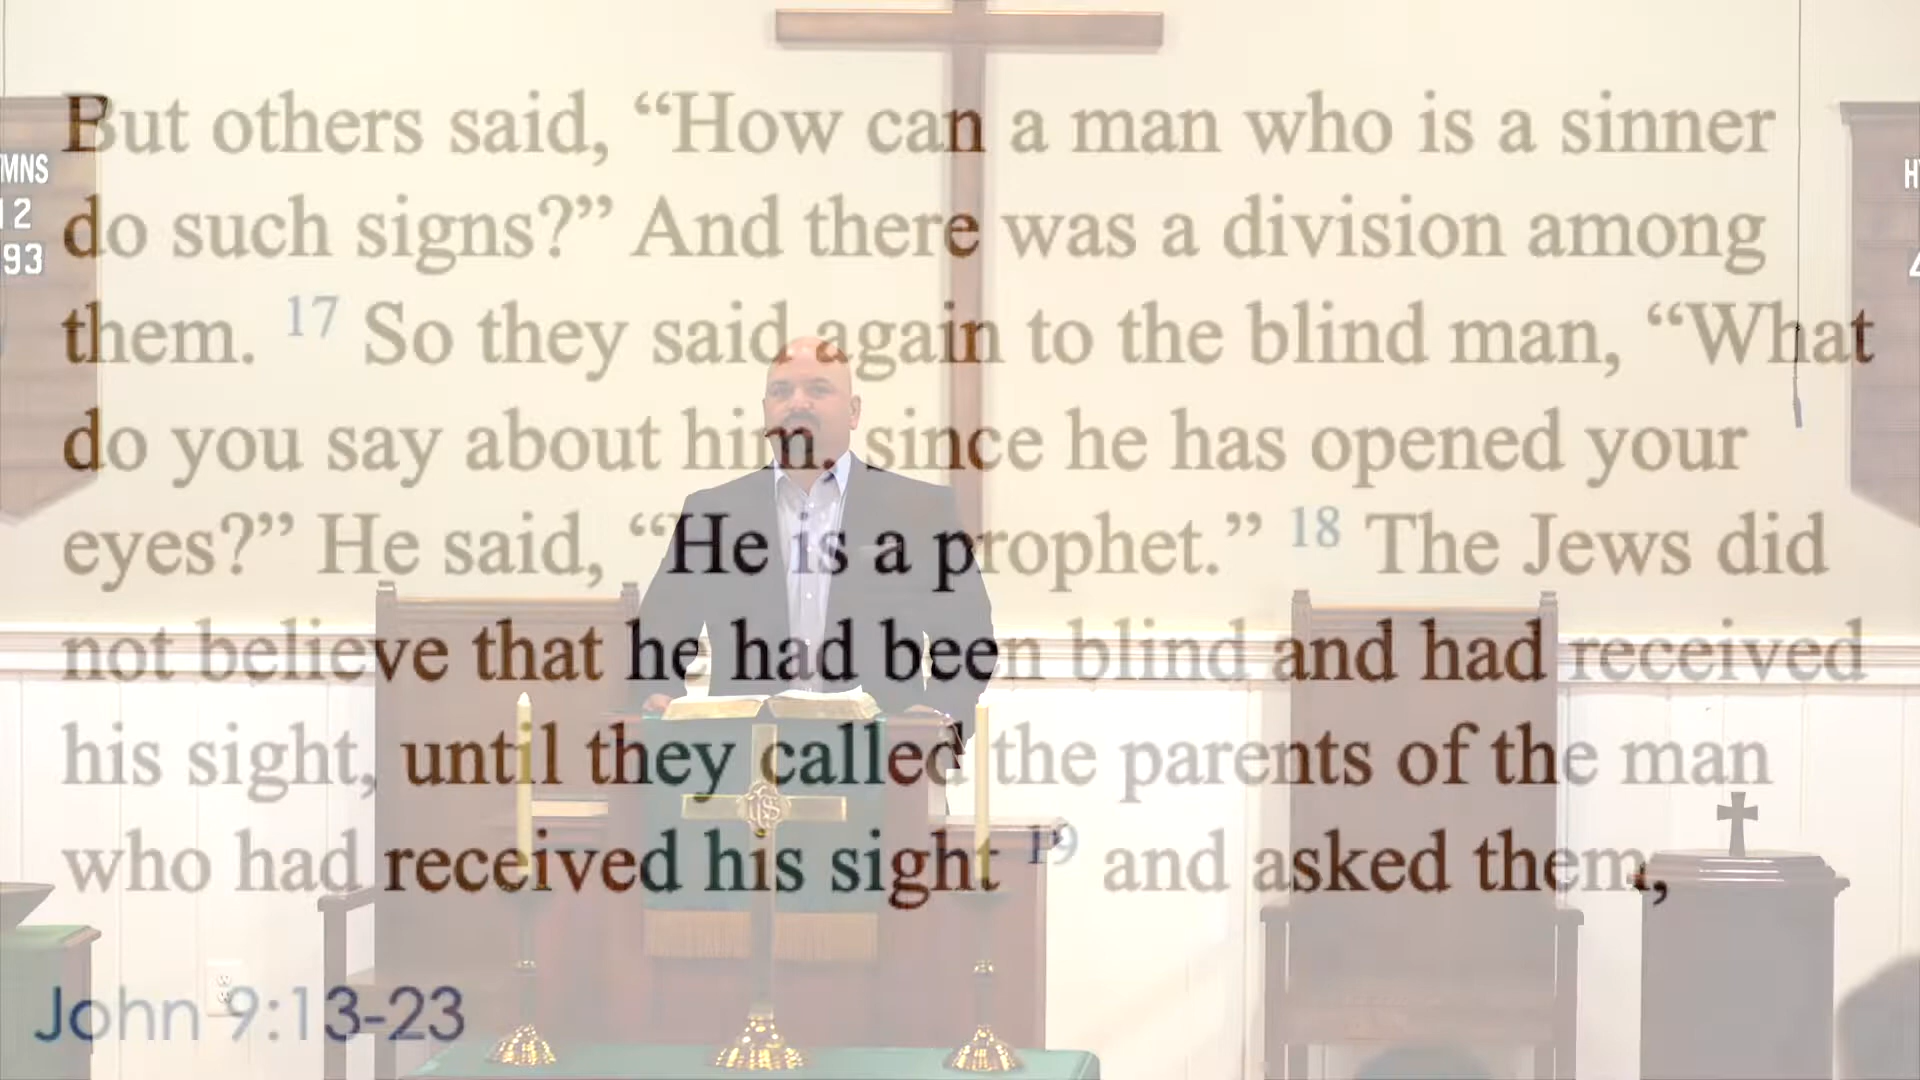 But others said, “How can a man who is a sinner
do such signs?” And there was a division among
them. 17 So they said again to the blind man, “What
do you say about him, since he has opened your
eyes?” He said, “He is a prophet.” 18 The Jews did
not believe that he had been blind and had received
his sight, until they called the parents of the man
who had received his sight 19 and asked them,
John 9:13-23
MNS
12
93